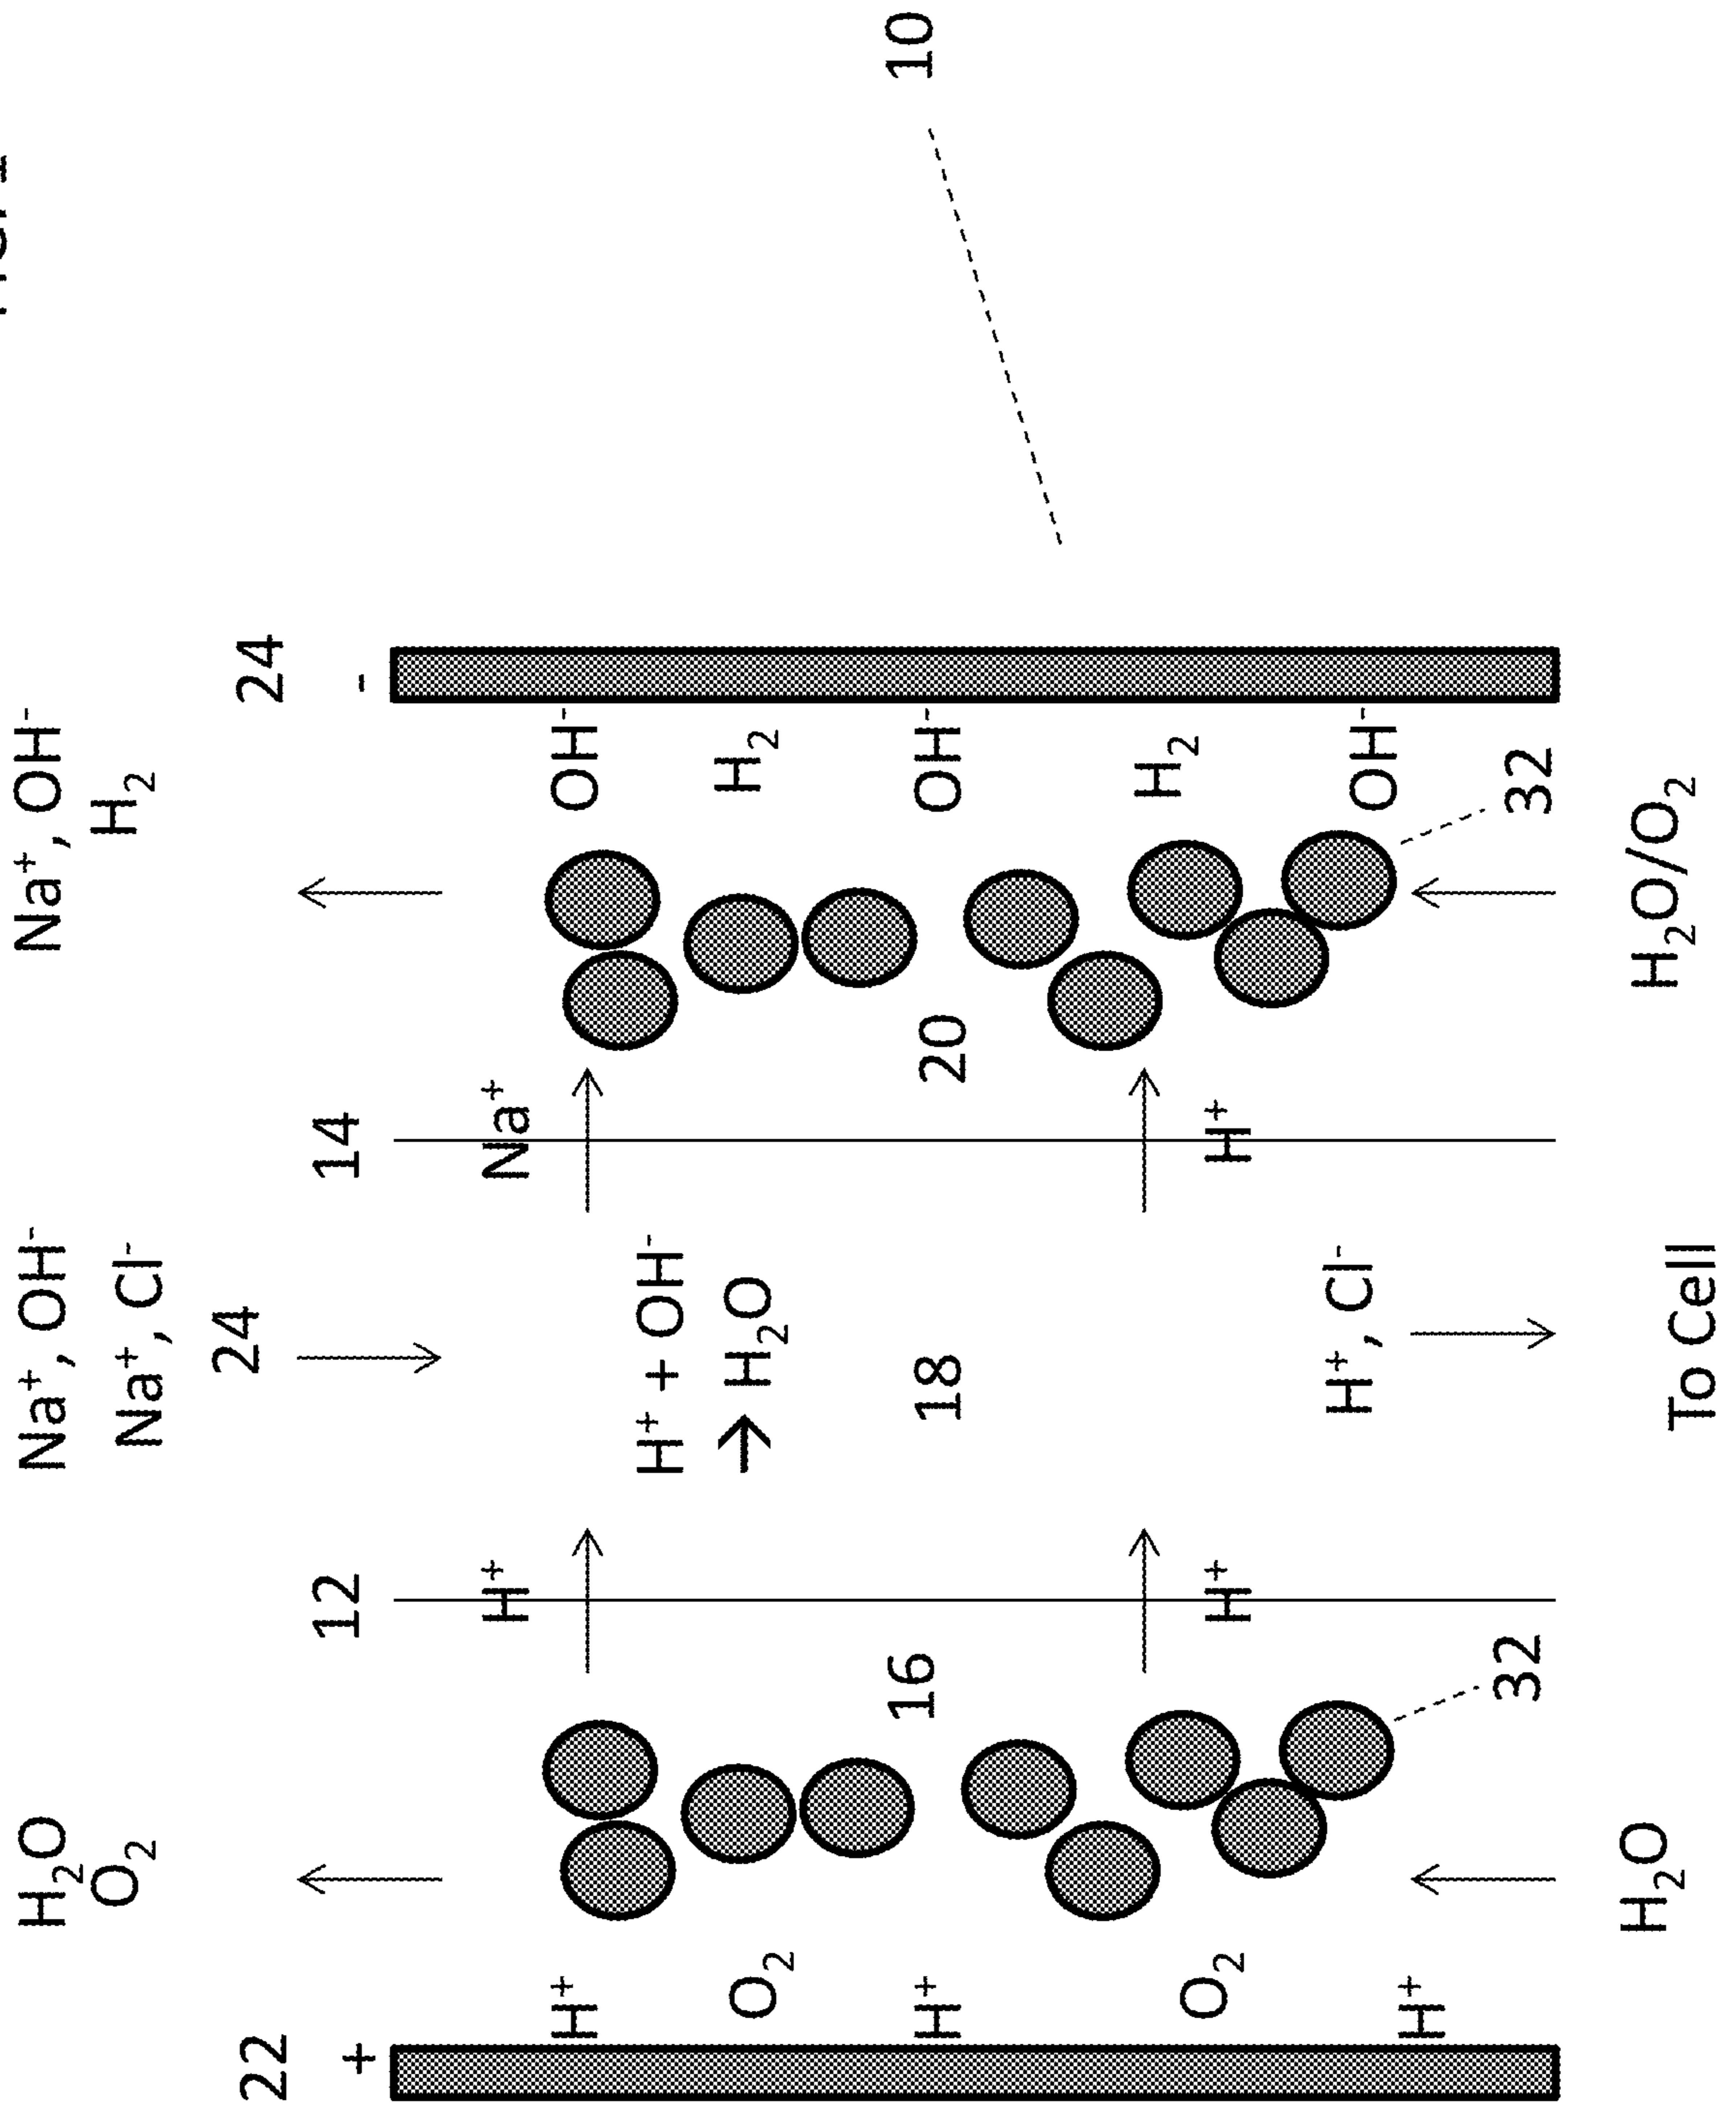 H₂O
O₂
Na⁺, OH⁻
Na⁺, Cl⁻
Na⁺, OH⁻
H₂
22
24
24
+
12
14
-
H⁺
Na⁺
H⁺
OH⁻
H⁺ + OH⁻
→ H₂O
O₂
H₂
H⁺
16
18
20
OH⁻
10
O₂
H⁺
H⁺
H₂
H⁺
H⁺, Cl⁻
OH⁻
32
32
H₂O
To Cell
H₂O/O₂